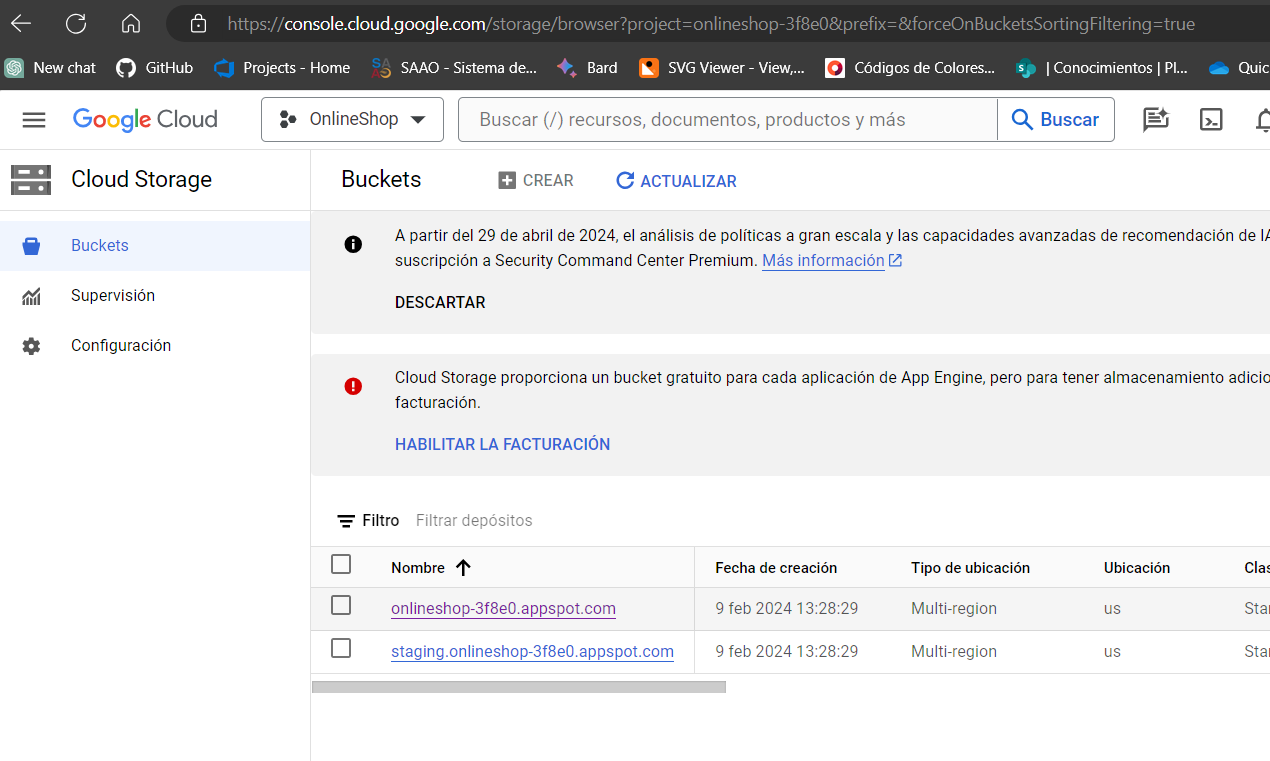 https://console.cloud.google.com/storage/browser?project=onlineshop-3f8e0&prefix=&forceOnBucketsSortingFiltering=true
New chat GitHub Projects - Home SAAO - Sistema de... Bard SVG Viewer - View,... Códigos de Colores... | Conocimientos | Pl... Quic
Google Cloud OnlineShop Buscar (/) recursos, documentos, productos y más Buscar
Cloud Storage
Buckets
Supervisión
Configuración
Buckets CREAR ACTUALIZAR
A partir del 29 de abril de 2024, el análisis de políticas a gran escala y las capacidades avanzadas de recomendación de IA
suscripción a Security Command Center Premium. Más información
DESCARTAR
Cloud Storage proporciona un bucket gratuito para cada aplicación de App Engine, pero para tener almacenamiento adicio
facturación.
HABILITAR LA FACTURACIÓN
Filtro Filtrar depósitos
Nombre Fecha de creación Tipo de ubicación Ubicación Clas
onlineshop-3f8e0.appspot.com 9 feb 2024 13:28:29 Multi-region us Star
staging.onlineshop-3f8e0.appspot.com 9 feb 2024 13:28:29 Multi-region us Star